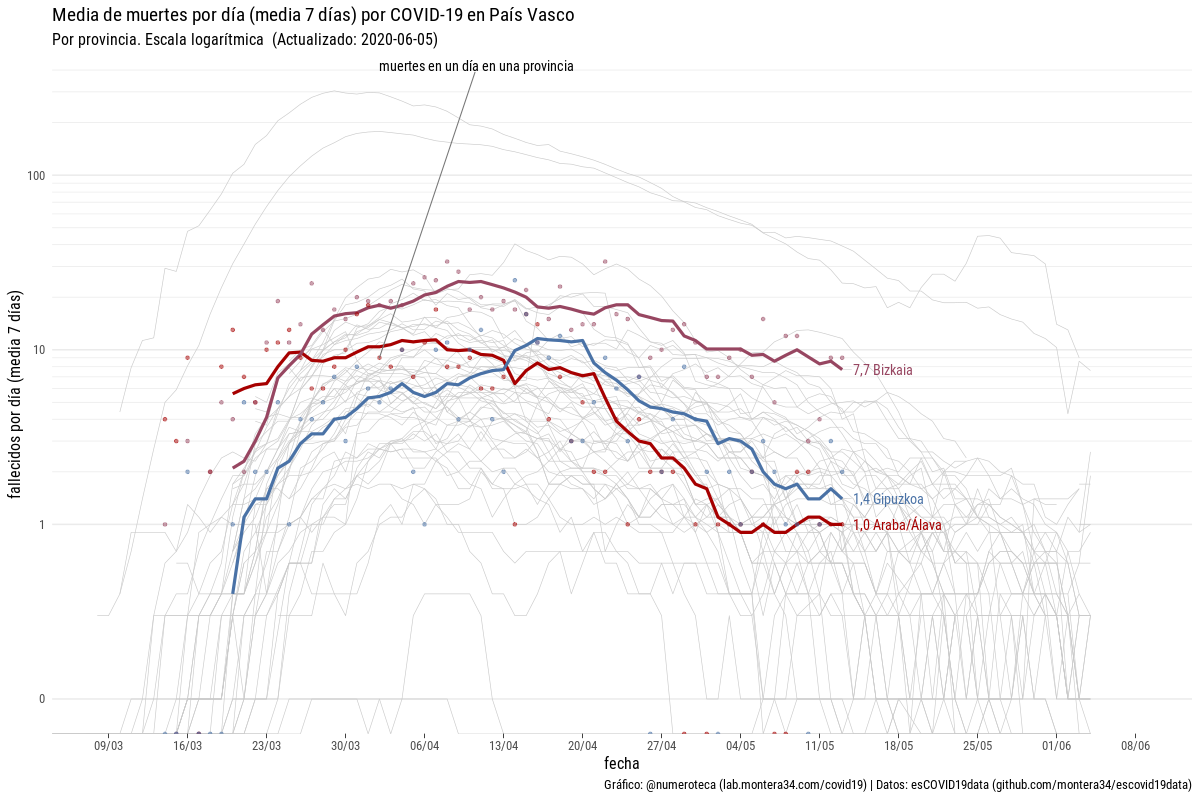 Media de muertes por día (media 7 días) por COVID-19 en País Vasco
Por provincia. Escala logarítmica (Actualizado: 2020-06-05)
muertes en un día en una provincia
fallecidos por día (media 7 días)
100
10
1
0
7,7 Bizkaia
1,4 Gipuzkoa
1,0 Araba/Álava
09/03 16/03 23/03 30/03 06/04 13/04 20/04 27/04 04/05 11/05 18/05 25/05 01/06 08/06
fecha
Gráfico: @numeroteca (lab.montera34.com/covid19) | Datos: esCOVID19data (github.com/montera34/escovid19data)